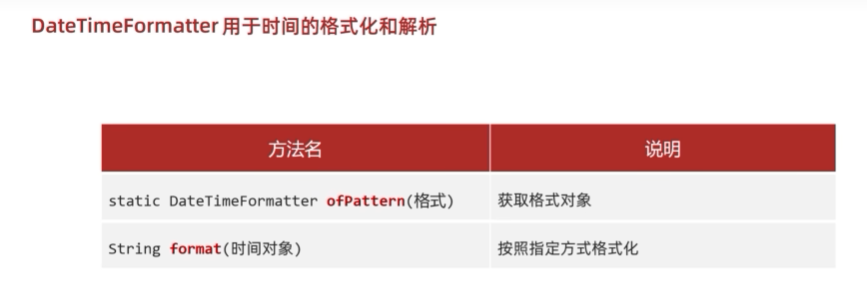 DateTimeFormatter 用于时间的格式化和解析
方法名 说明
static DateTimeFormatter ofPattern(格式) 获取格式对象
String format(时间对象) 按照指定方式格式化